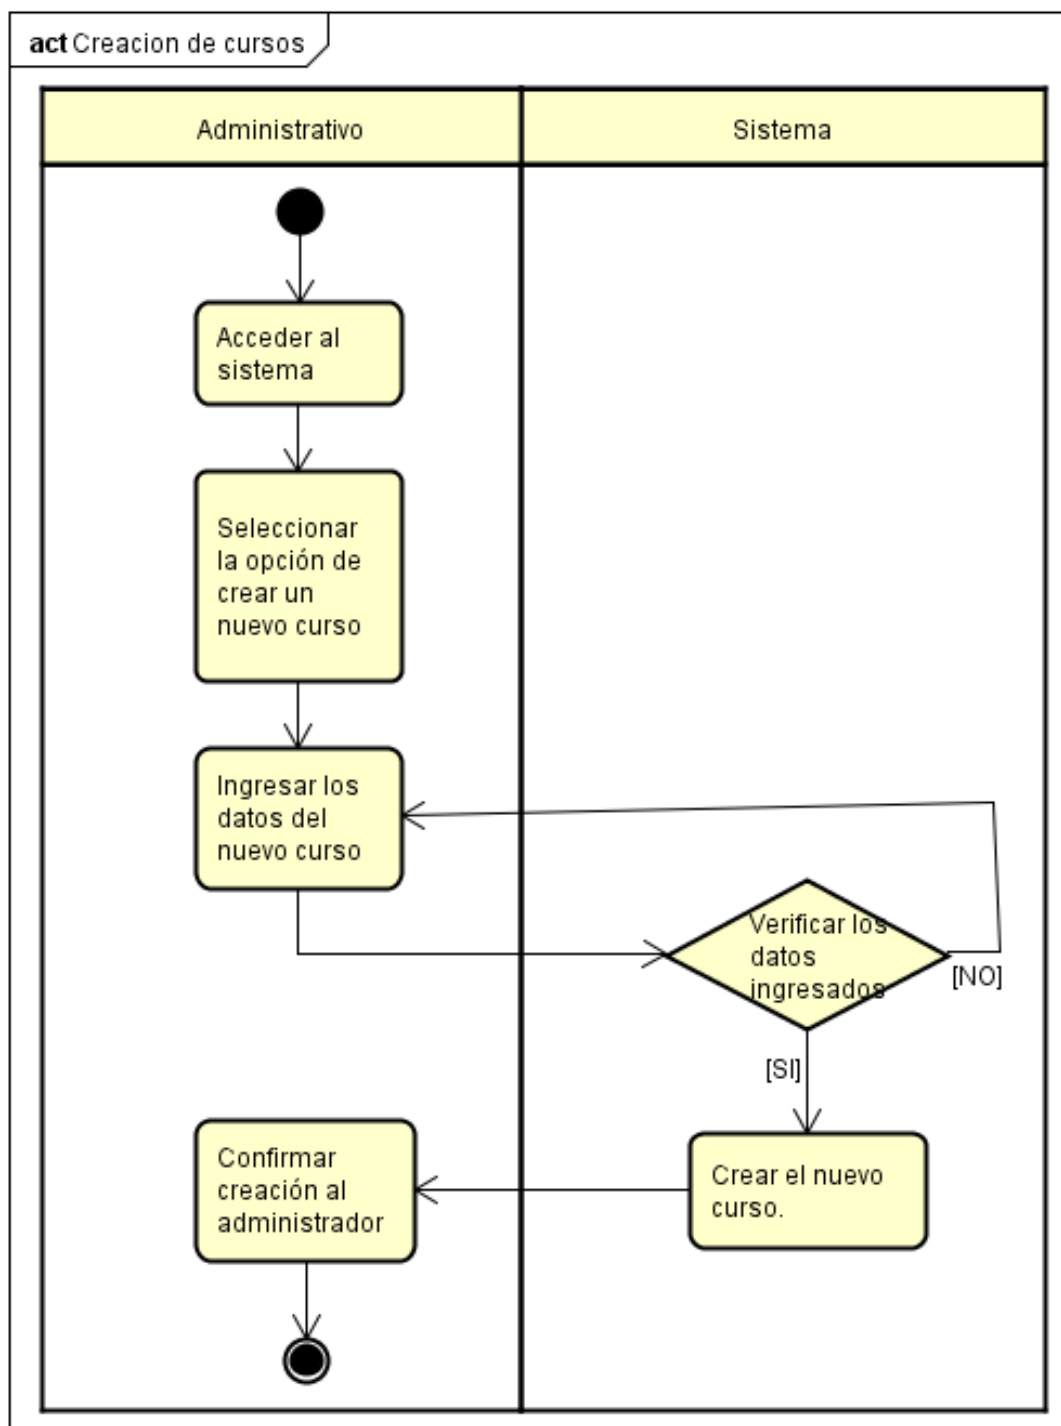 act Creacion de cursos
Administrativo
Sistema
Acceder al
sistema
Seleccionar
la opción de
crear un
nuevo curso
Ingresar los
datos del
nuevo curso
Verificar los
datos
ingresados
[NO]
[SI]
Confirmar
creación al
administrador
Crear el nuevo
curso.